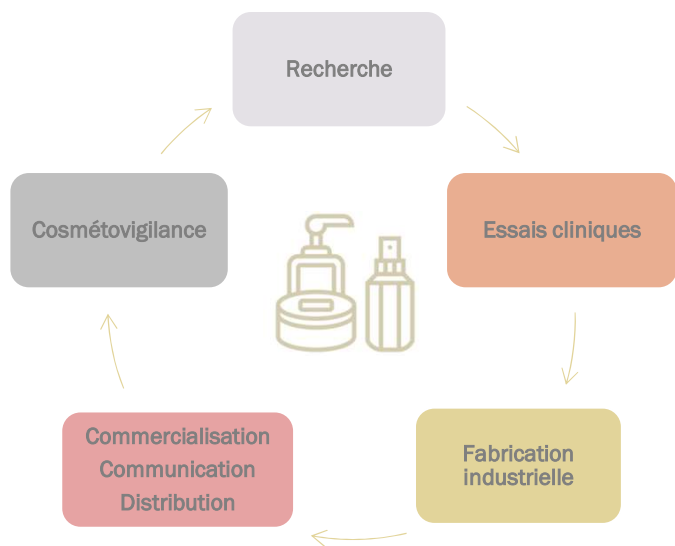 Recherche
Essais cliniques
Fabrication
industrielle
Commercialisation
Communication
Distribution
Cosmétovigilance